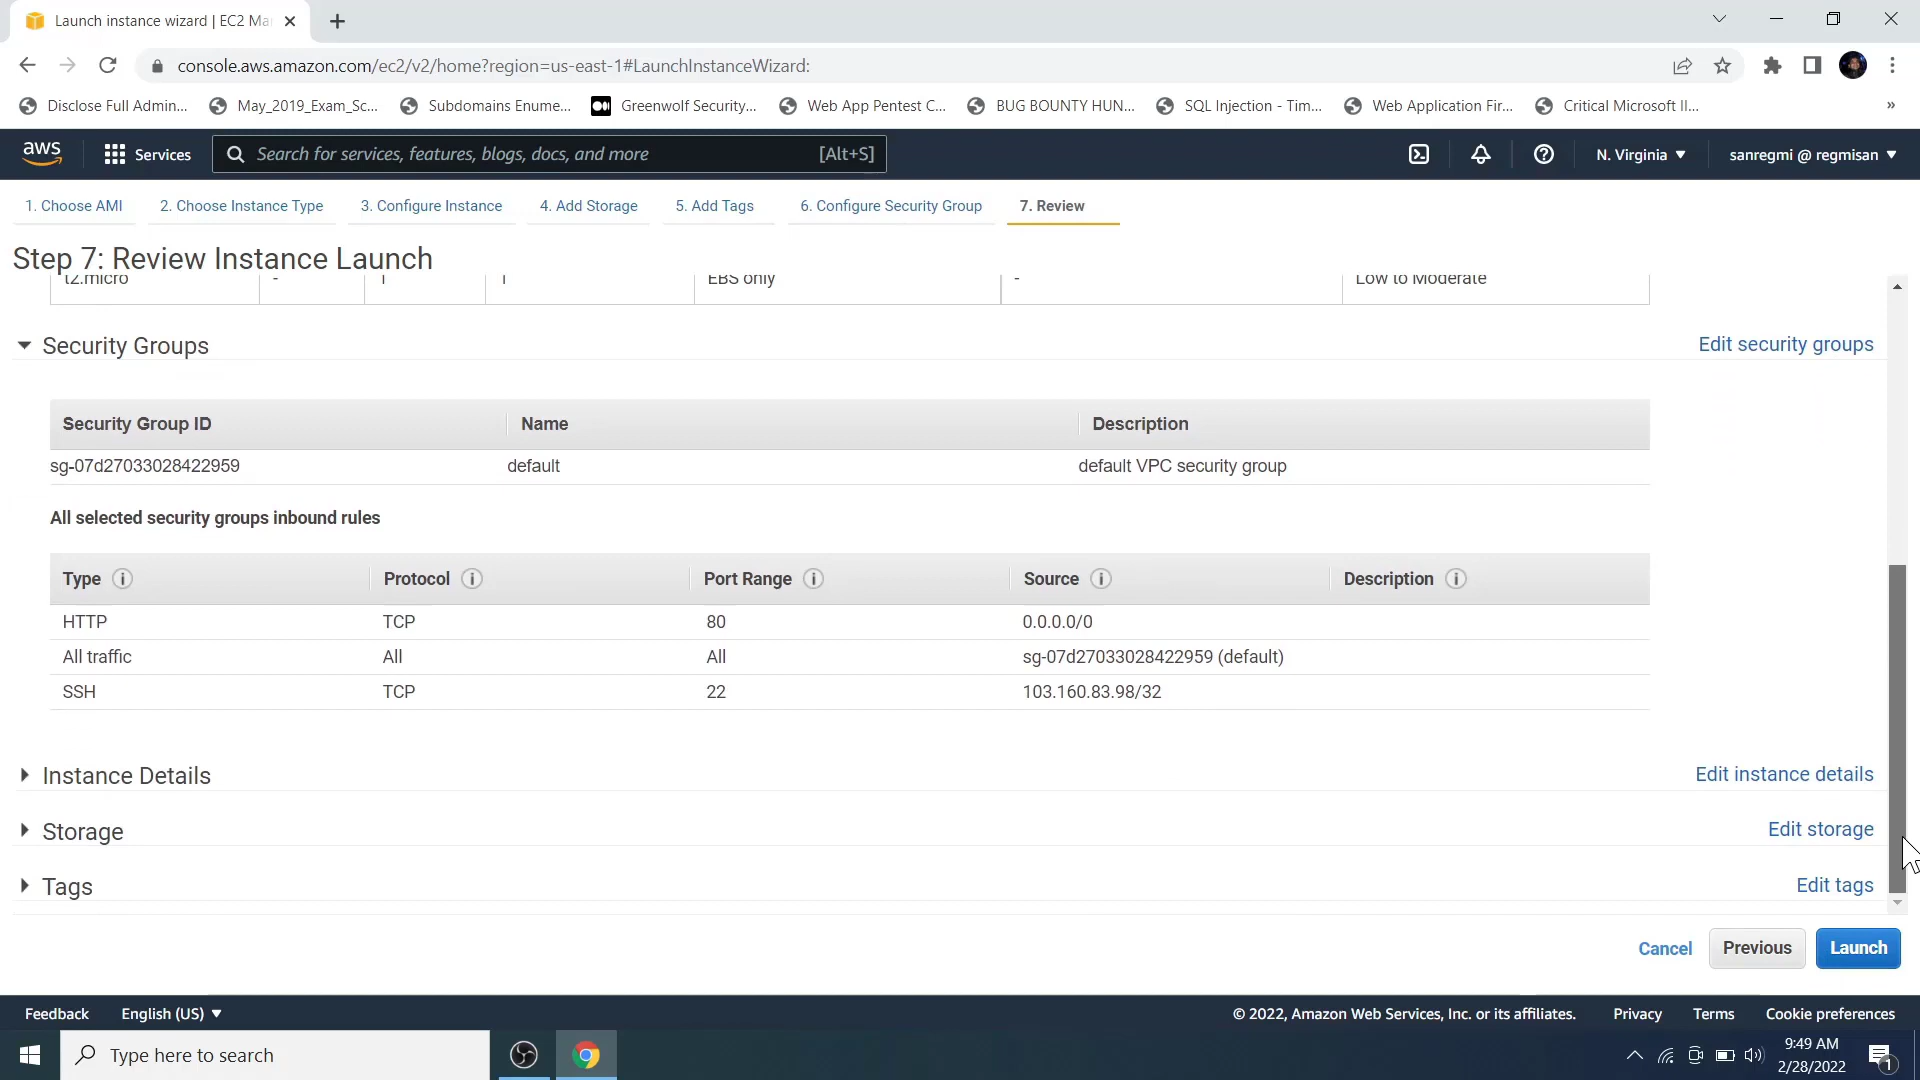 Launch instance wizard | EC2 Ma
console.aws.amazon.com/ec2/v2/home?region=us-east-1#LaunchInstanceWizard:
Disclose Full Admin... May_2019_Exam_Sc... Subdomains Enume... Greenwolf Security... Web App Pentest C... BUG BOUNTY HUN... SQL Injection - Tim... Web Application Fir... Critical Microsoft II... »
aws Services Search for services, features, blogs, docs, and more [Alt+S] N. Virginia sanregmi @ regmisan
1. Choose AMI 2. Choose Instance Type 3. Configure Instance 4. Add Storage 5. Add Tags 6. Configure Security Group 7. Review
Step 7: Review Instance Launch
t2.micro - 1 1 EBS only - Low to Moderate
Security Groups Edit security groups
Security Group ID Name Description
sg-07d27033028422959 default default VPC security group
All selected security groups inbound rules
Type Protocol Port Range Source Description
HTTP TCP 80 0.0.0.0/0
All traffic All All sg-07d27033028422959 (default)
SSH TCP 22 103.160.83.98/32
Instance Details Edit instance details
Storage Edit storage
Tags Edit tags
Cancel Previous Launch
Feedback English (US) © 2022, Amazon Web Services, Inc. or its affiliates. Privacy Terms Cookie preferences
Type here to search
9:49 AM
2/28/2022
1